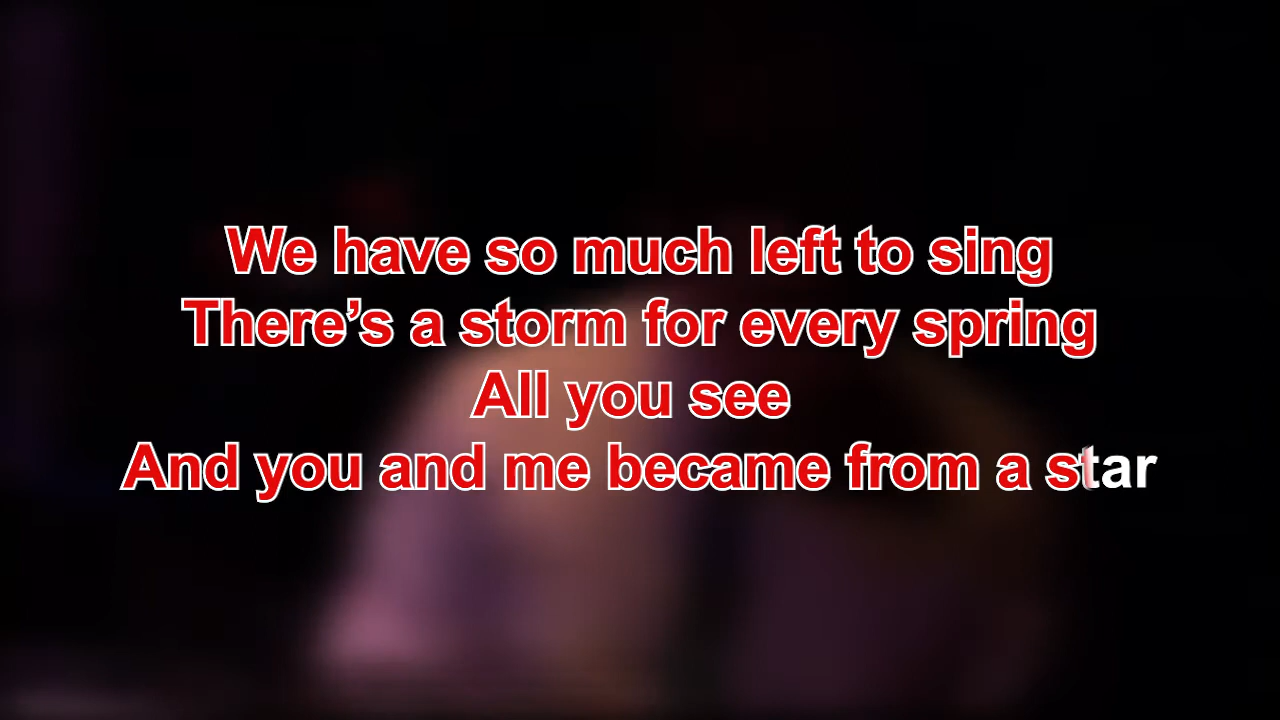 We have so much left to sing
There’s a storm for every spring
All you see
And you and me became from a star